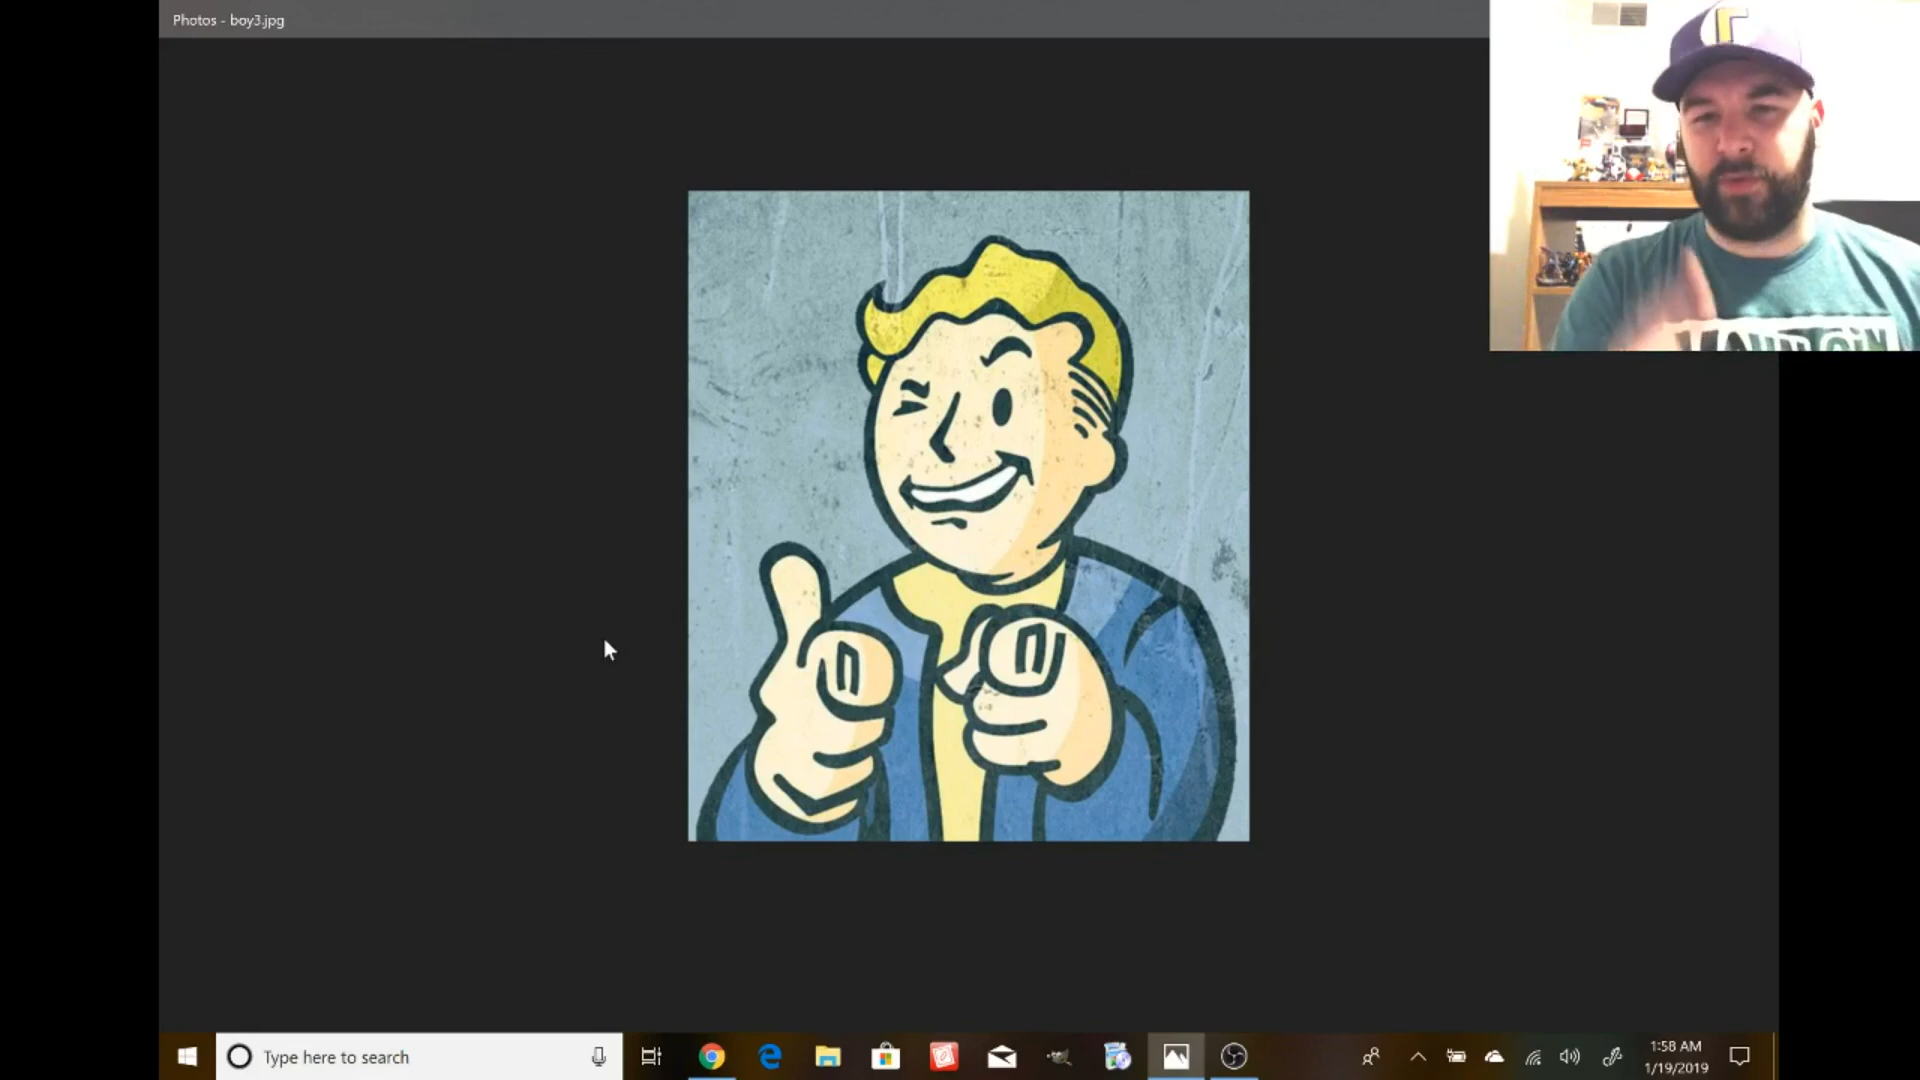 Photos - boy3.jpg
Type here to search
1:58 AM
1/19/2019